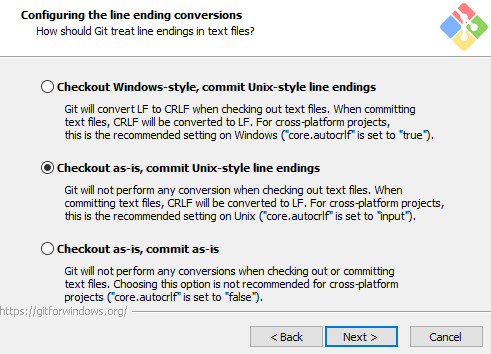 Configuring the line ending conversions
How should Git treat line endings in text files?
Checkout Windows-style, commit Unix-style line endings
Git will convert LF to CRLF when checking out text files. When committing
text files, CRLF will be converted to LF. For cross-platform projects,
this is the recommended setting on Windows ("core.autocrlf" is set to "true").
Checkout as-is, commit Unix-style line endings
Git will not perform any conversion when checking out text files. When
committing text files, CRLF will be converted to LF. For cross-platform projects,
this is the recommended setting on Unix ("core.autocrlf" is set to "input").
Checkout as-is, commit as-is
Git will not perform any conversions when checking out or committing
text files. Choosing this option is not recommended for cross-platform
projects ("core.autocrlf" is set to "false").
https://gitforwindows.org/
< Back
Next >
Cancel